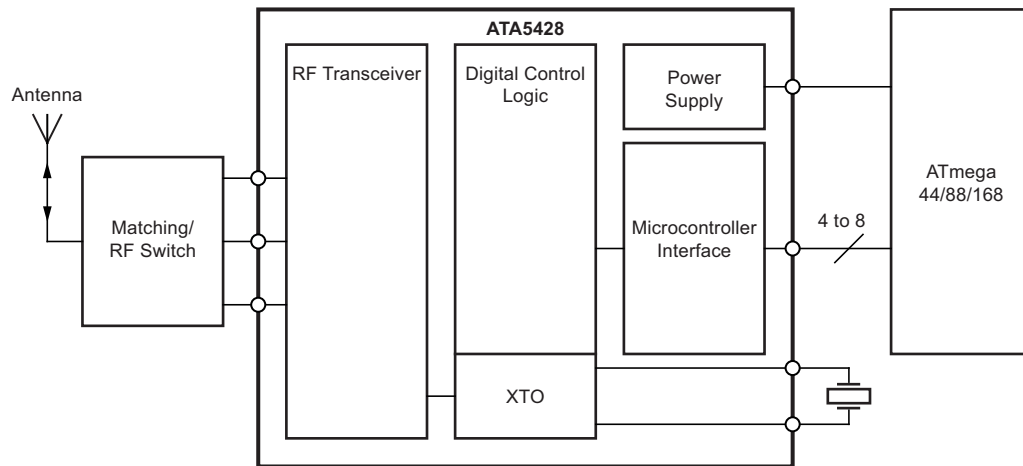 ATA5428
RF Transceiver
Digital Control
Logic
Power
Supply
Antenna
ATmega
44/88/168
Matching/
RF Switch
Microcontroller
Interface
4 to 8
XTO